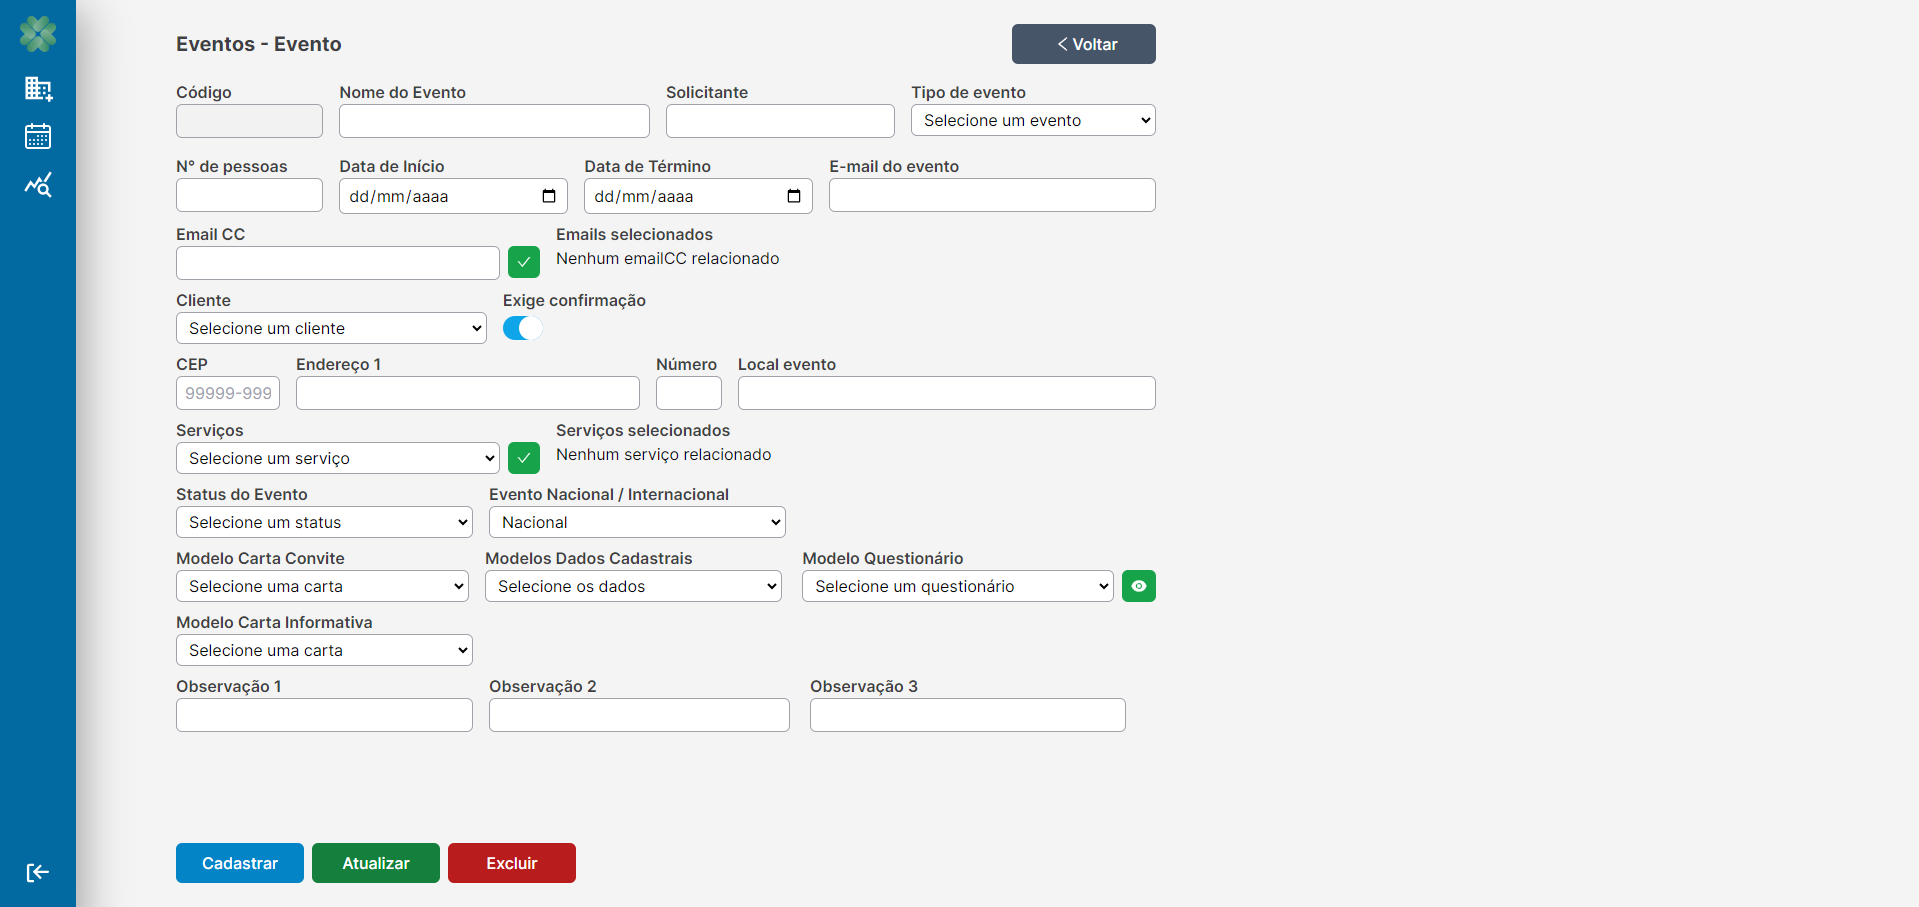 Eventos - Evento
Voltar
Código Nome do Evento Solicitante Tipo de evento
Selecione um evento
N° de pessoas Data de Início Data de Término E-mail do evento
dd/mm/aaaa dd/mm/aaaa
Email CC Emails selecionados
Nenhum emailCC relacionado
Cliente Exige confirmação
Selecione um cliente
CEP Endereço 1 Número Local evento
99999-999
Serviços Serviços selecionados
Selecione um serviço Nenhum serviço relacionado
Status do Evento Evento Nacional / Internacional
Selecione um status Nacional
Modelo Carta Convite Modelos Dados Cadastrais Modelo Questionário
Selecione uma carta Selecione os dados Selecione um questionário
Modelo Carta Informativa
Selecione uma carta
Observação 1 Observação 2 Observação 3
Cadastrar Atualizar Excluir